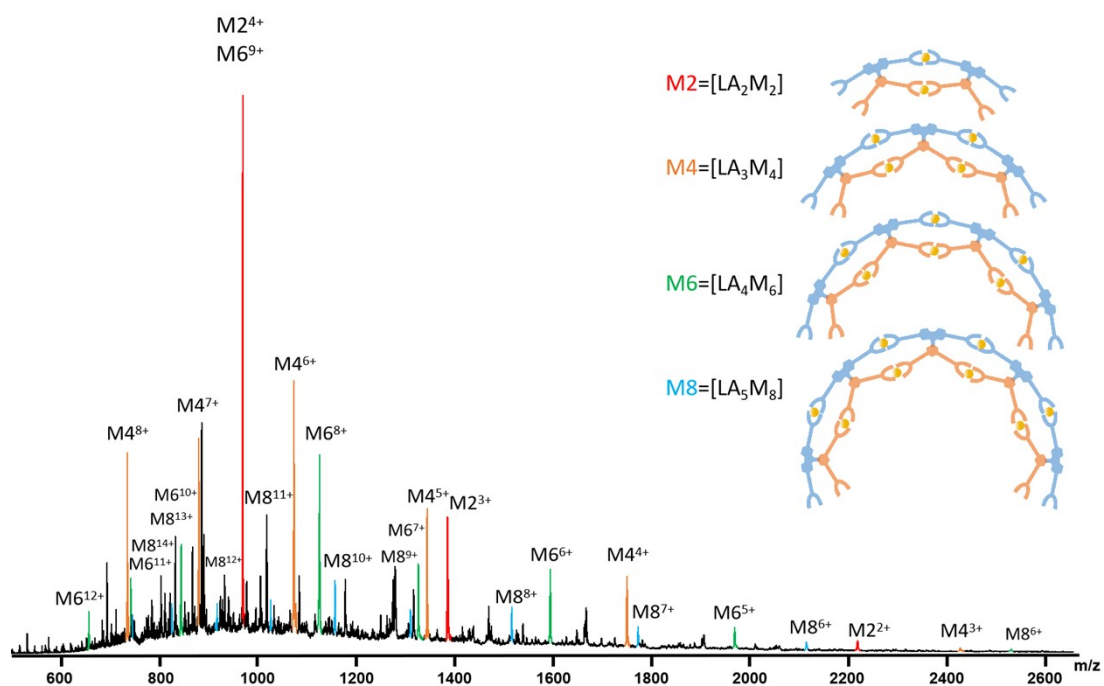 M2⁴⁺
M6⁹⁺
M2=[LA₂M₂]
M4=[LA₃M₄]
M6=[LA₄M₆]
M8=[LA₅M₈]
M4⁸⁺
M4⁷⁺
M4⁶⁺
M6⁸⁺
M6¹⁰⁺
M8¹³⁺
M8¹⁴⁺
M6¹¹⁺
M6¹²⁺
M8¹²⁺
M8¹¹⁺
M8¹⁰⁺
M4⁵⁺
M2³⁺
M6⁷⁺
M8⁹⁺
M8⁸⁺
M6⁶⁺
M4⁴⁺
M8⁷⁺
M6⁵⁺
M8⁶⁺
M2²⁺
M4³⁺
M8⁶⁺
600 800 1000 1200 1400 1600 1800 2000 2200 2400 2600 m/z